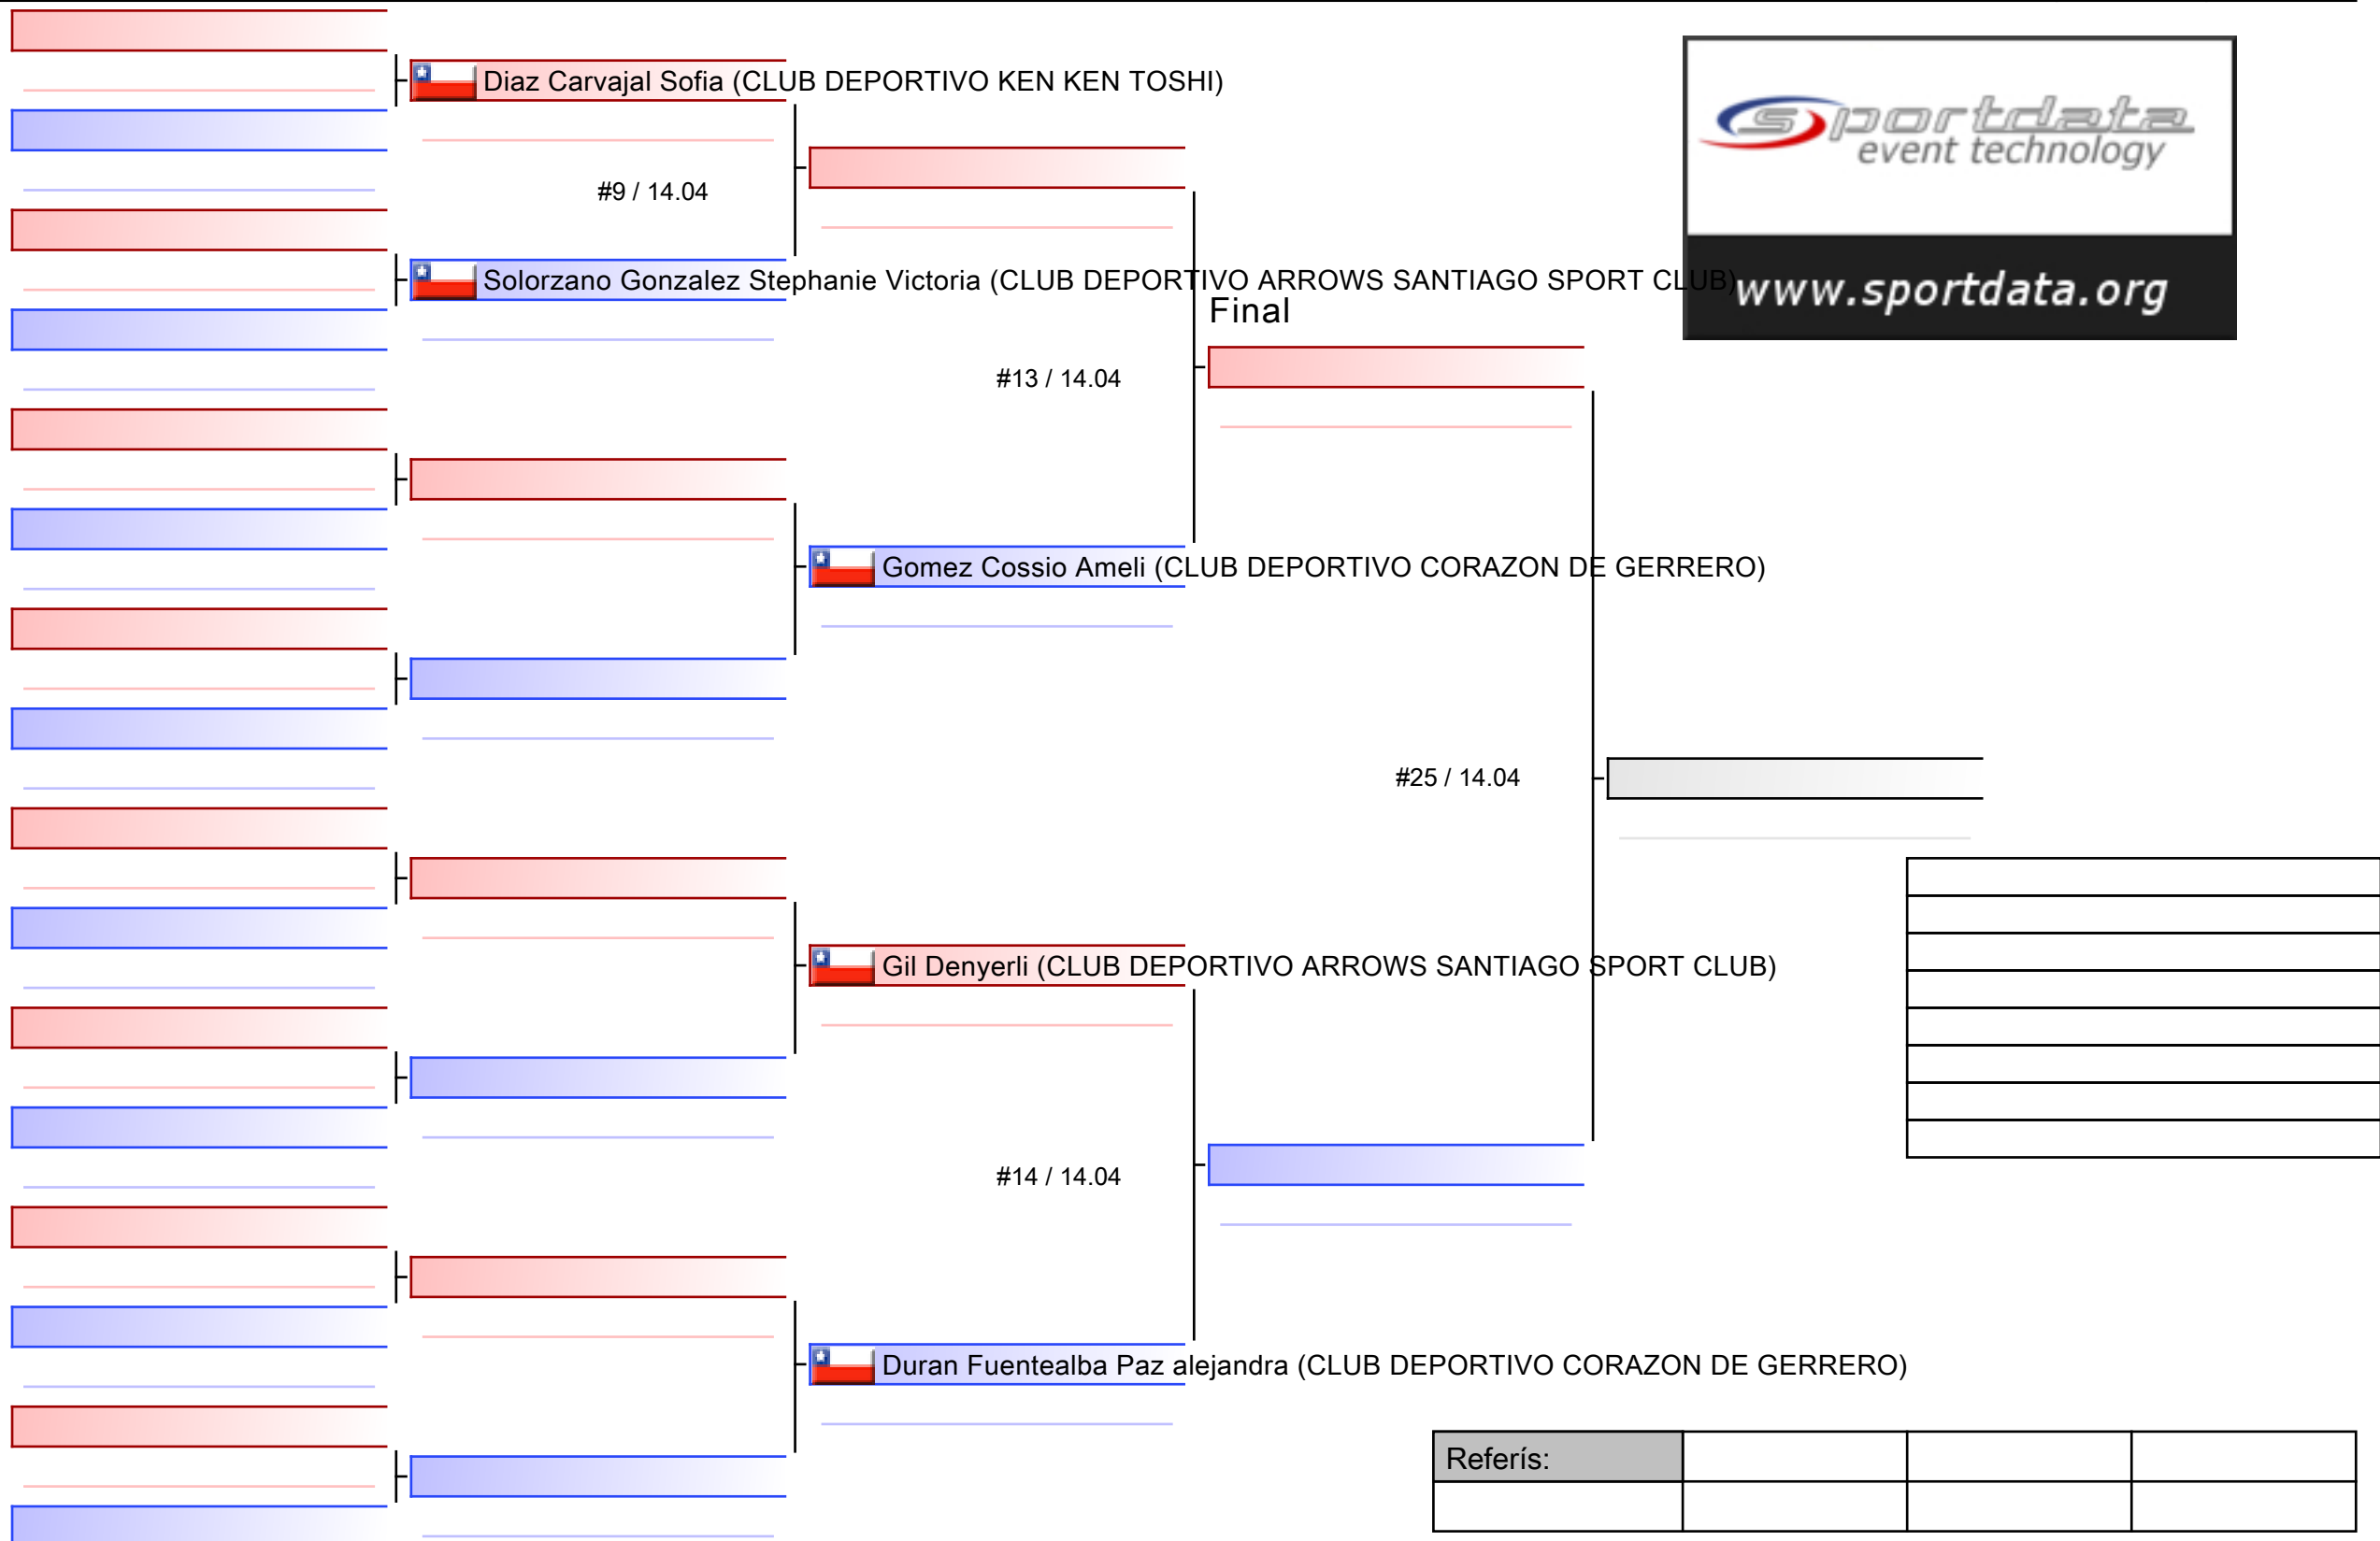 Diaz Carvajal Sofia (CLUB DEPORTIVO KEN KEN TOSHI)
sportdata
event technology
#9 / 14.04
Solorzano Gonzalez Stephanie Victoria (CLUB DEPORTIVO ARROWS SANTIAGO SPORT CLUB)
www.sportdata.org
Final
#13 / 14.04
Gomez Cossio Ameli (CLUB DEPORTIVO CORAZON DE GERRERO)
#25 / 14.04
Gil Denyerli (CLUB DEPORTIVO ARROWS SANTIAGO SPORT CLUB)
#14 / 14.04
Duran Fuentealba Paz alejandra (CLUB DEPORTIVO CORAZON DE GERRERO)
Referís: